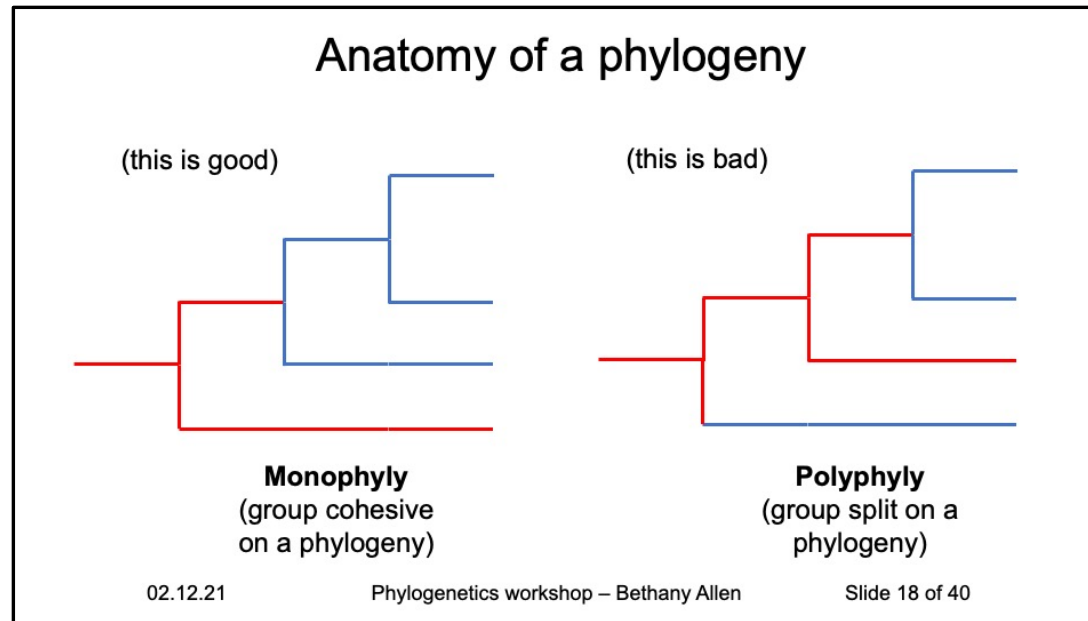 Anatomy of a phylogeny
(this is good)
(this is bad)
Monophyly
(group cohesive
on a phylogeny)
Polyphyly
(group split on a
phylogeny)
02.12.21
Phylogenetics workshop – Bethany Allen
Slide 18 of 40